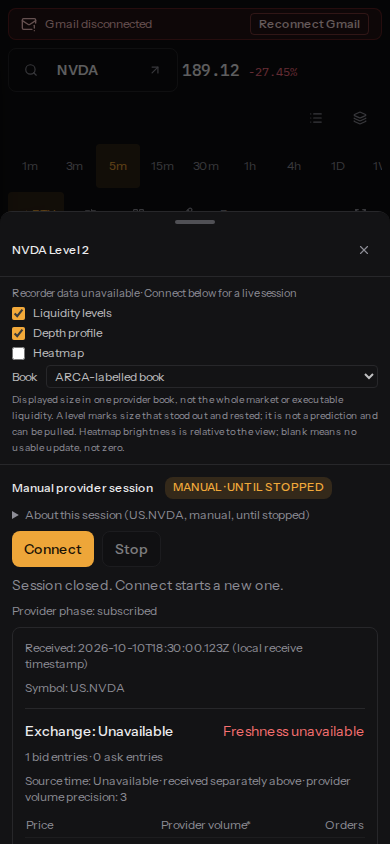 Gmail disconnected
Reconnect Gmail
NVDA
189.12 -27.45%
1m 3m 5m 15m 30m 1h 4h 1D
NVDA Level 2
Recorder data unavailable · Connect below for a live session
Liquidity levels
Depth profile
Heatmap
Book ARCA-labelled book
Displayed size in one provider book, not the whole market or executable
liquidity. A level marks size that stood out and rested; it is not a prediction and
can be pulled. Heatmap brightness is relative to the view; blank means no
usable update, not zero.
Manual provider session MANUAL · UNTIL STOPPED
About this session (US.NVDA, manual, until stopped)
Connect Stop
Session closed. Connect starts a new one.
Provider phase: subscribed
Received: 2026-10-10T18:30:00.123Z (local receive
timestamp)
Symbol: US.NVDA
Exchange: Unavailable Freshness unavailable
1 bid entries · 0 ask entries
Source time: Unavailable · received separately above · provider
volume precision: 3
Price Provider volume* Orders